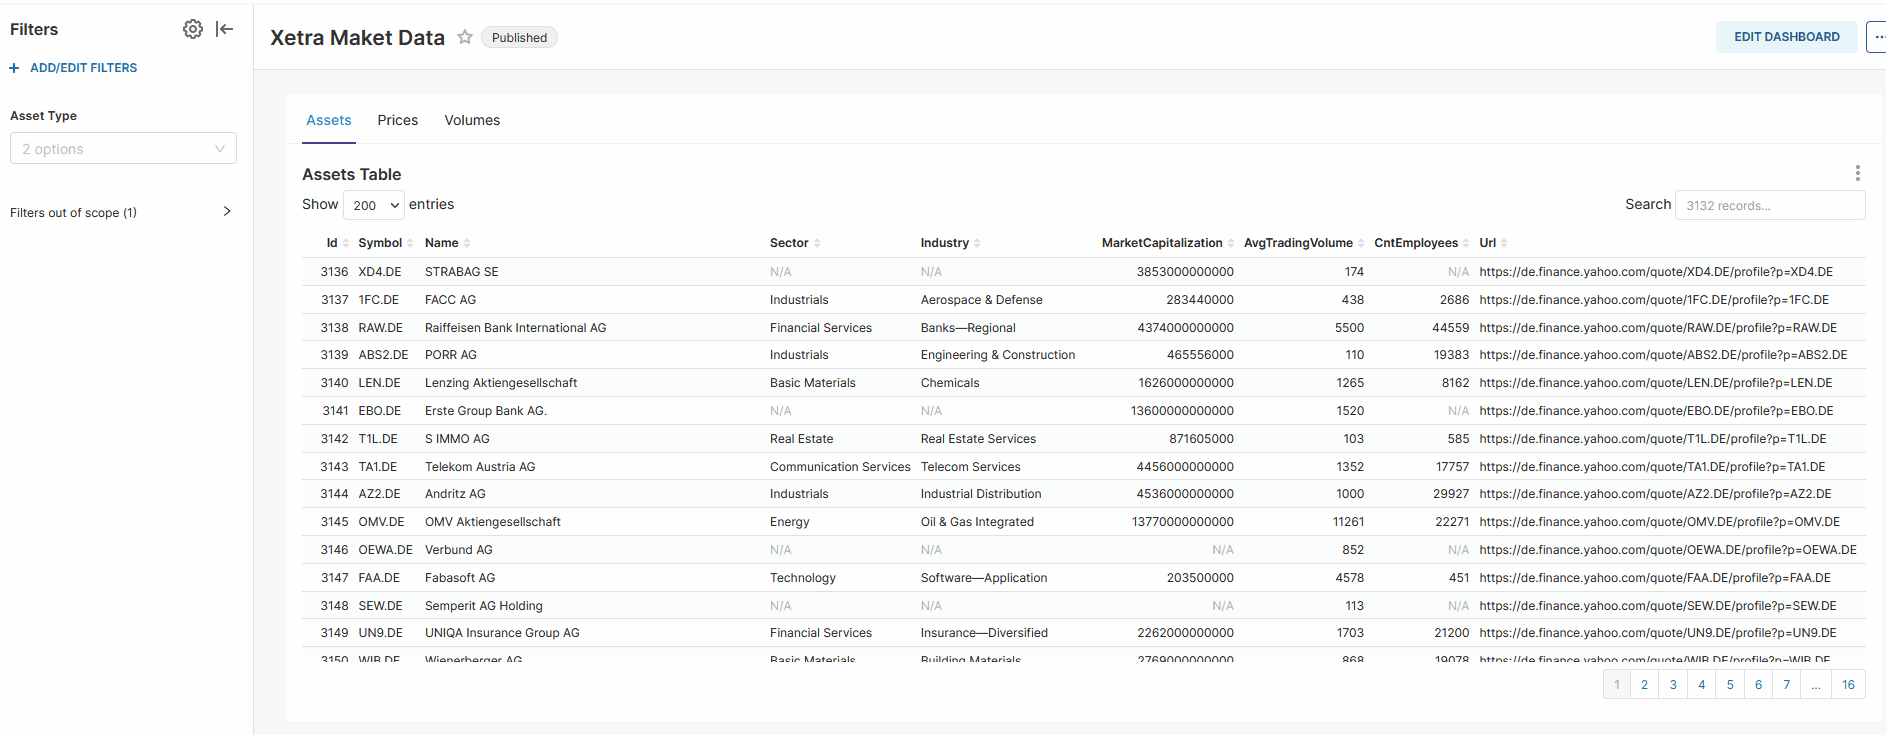 Filters
ADD/EDIT FILTERS
Asset Type
2 options
Filters out of scope (1)
Xetra Maket Data Published
EDIT DASHBOARD ...
Assets Prices Volumes
Assets Table
Show 200 entries Search 3132 records...
Id Symbol Name Sector Industry MarketCapitalization AvgTradingVolume CntEmployees Url
3136 XD4.DE STRABAG SE N/A N/A 3853000000000 174 N/A https://de.finance.yahoo.com/quote/XD4.DE/profile?p=XD4.DE
3137 1FC.DE FACC AG Industrials Aerospace & Defense 283440000 438 2686 https://de.finance.yahoo.com/quote/1FC.DE/profile?p=1FC.DE
3138 RAW.DE Raiffeisen Bank International AG Financial Services Banks—Regional 4374000000000 5500 44559 https://de.finance.yahoo.com/quote/RAW.DE/profile?p=RAW.DE
3139 ABS2.DE PORR AG Industrials Engineering & Construction 465556000 110 19383 https://de.finance.yahoo.com/quote/ABS2.DE/profile?p=ABS2.DE
3140 LEN.DE Lenzing Aktiengesellschaft Basic Materials Chemicals 1626000000000 1265 8162 https://de.finance.yahoo.com/quote/LEN.DE/profile?p=LEN.DE
3141 EBO.DE Erste Group Bank AG. N/A N/A 13600000000000 1520 N/A https://de.finance.yahoo.com/quote/EBO.DE/profile?p=EBO.DE
3142 T1L.DE S IMMO AG Real Estate Real Estate Services 871605000 103 585 https://de.finance.yahoo.com/quote/T1L.DE/profile?p=T1L.DE
3143 TA1.DE Telekom Austria AG Communication Services Telecom Services 4456000000000 1352 17757 https://de.finance.yahoo.com/quote/TA1.DE/profile?p=TA1.DE
3144 AZ2.DE Andritz AG Industrials Industrial Distribution 4536000000000 1000 29927 https://de.finance.yahoo.com/quote/AZ2.DE/profile?p=AZ2.DE
3145 OMV.DE OMV Aktiengesellschaft Energy Oil & Gas Integrated 13770000000000 11261 22271 https://de.finance.yahoo.com/quote/OMV.DE/profile?p=OMV.DE
3146 OEWA.DE Verbund AG N/A N/A N/A 852 N/A https://de.finance.yahoo.com/quote/OEWA.DE/profile?p=OEWA.DE
3147 FAA.DE Fabasoft AG Technology Software—Application 203500000 4578 451 https://de.finance.yahoo.com/quote/FAA.DE/profile?p=FAA.DE
3148 SEW.DE Semperit AG Holding N/A N/A N/A 113 N/A https://de.finance.yahoo.com/quote/SEW.DE/profile?p=SEW.DE
3149 UN9.DE UNIQA Insurance Group AG Financial Services Insurance—Diversified 2262000000000 1703 21200 https://de.finance.yahoo.com/quote/UN9.DE/profile?p=UN9.DE
3150 WIB.DE Wienerberger AG Basic Materials Building Materials 2769000000000 868 19078 https://de.finance.yahoo.com/quote/WIB.DE/profile?p=WIB.DE
1 2 3 4 5 6 7 ... 16